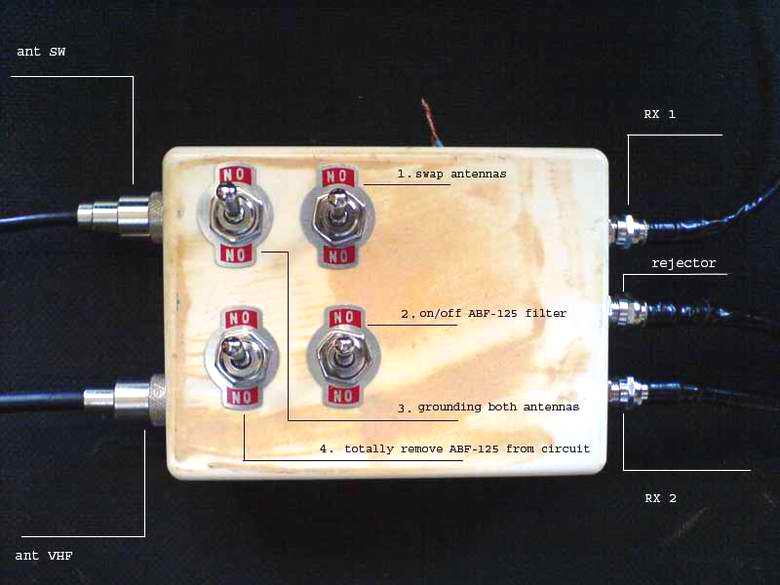 ant SW
RX 1
NO
NO
1. swap antennas
NO
NO
rejector
NO
NO
2. on/off ABF-125 filter
NO
NO
3. grounding both antennas
4. totally remove ABF-125 from circuit
RX 2
ant VHF